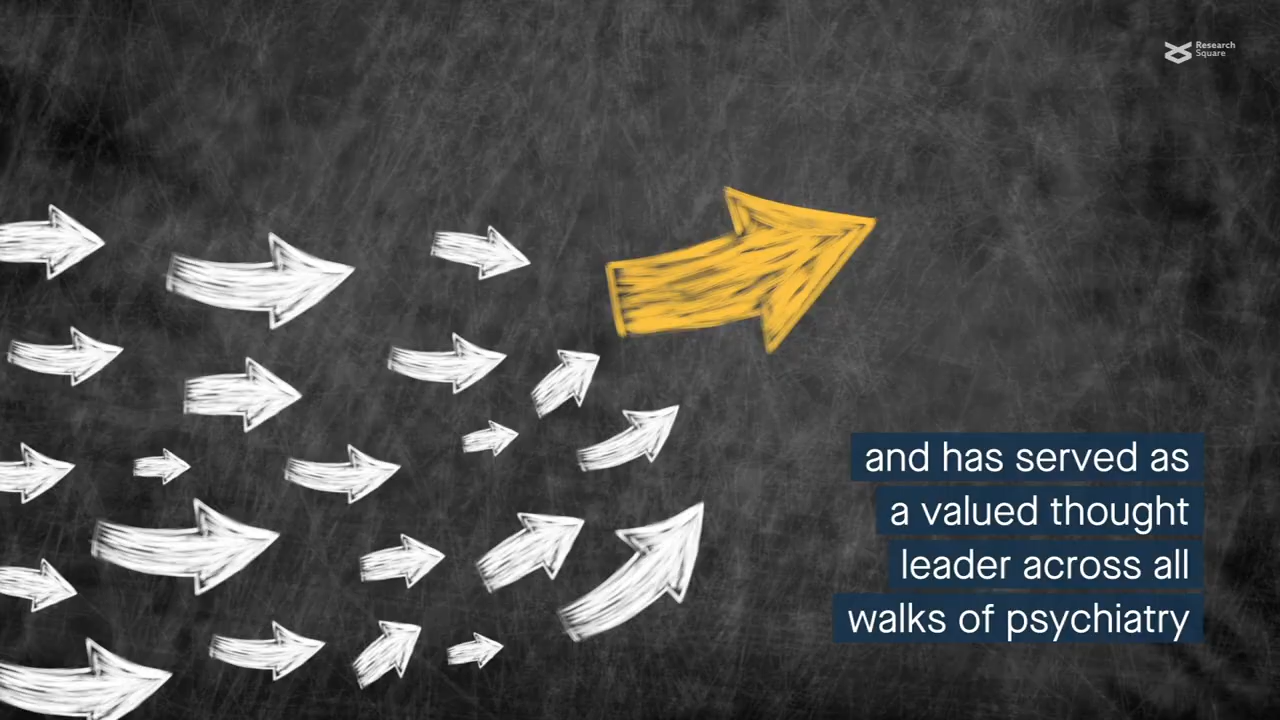 Research
Square
and has served as
a valued thought
leader across all
walks of psychiatry